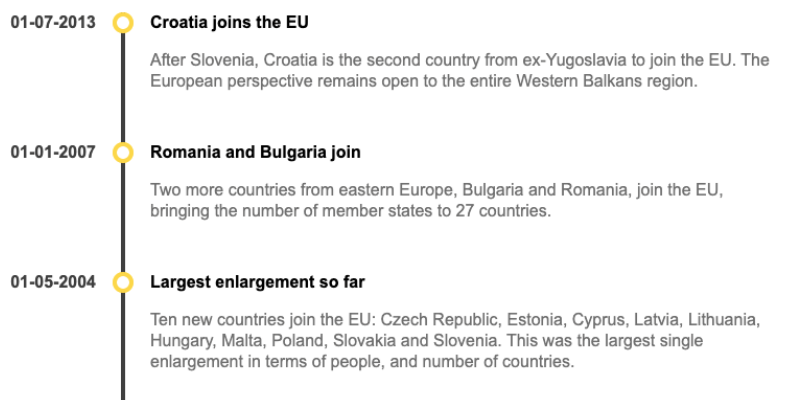 01-07-2013 Croatia joins the EU
After Slovenia, Croatia is the second country from ex-Yugoslavia to join the EU. The
European perspective remains open to the entire Western Balkans region.
01-01-2007 Romania and Bulgaria join
Two more countries from eastern Europe, Bulgaria and Romania, join the EU,
bringing the number of member states to 27 countries.
01-05-2004 Largest enlargement so far
Ten new countries join the EU: Czech Republic, Estonia, Cyprus, Latvia, Lithuania,
Hungary, Malta, Poland, Slovakia and Slovenia. This was the largest single
enlargement in terms of people, and number of countries.